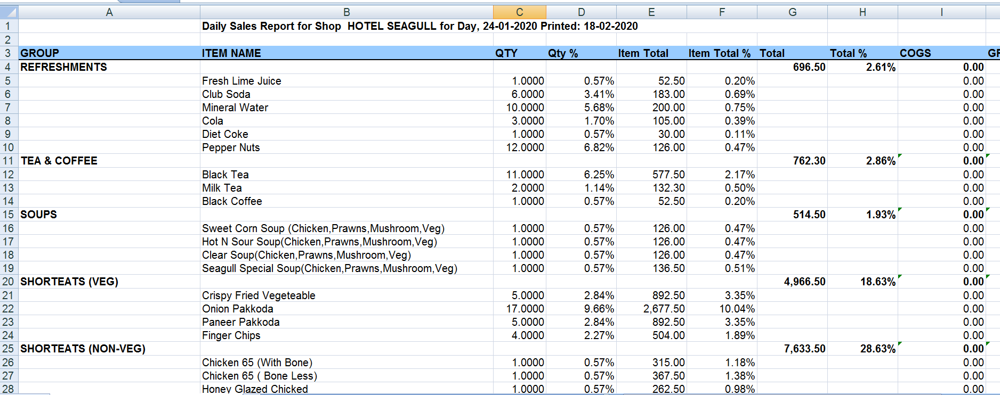 A B C D E F G H I
1 Daily Sales Report for Shop  HOTEL SEAGULL for Day, 24-01-2020 Printed: 18-02-2020
2
3 GROUP ITEM NAME QTY Qty % Item Total Item Total % Total Total % COGS
4 REFRESHMENTS 696.50 2.61% 0.00
5 Fresh Lime Juice 1.0000 0.57% 52.50 0.20% 0.00
6 Club Soda 6.0000 3.41% 183.00 0.69% 0.00
7 Mineral Water 10.0000 5.68% 200.00 0.75% 0.00
8 Cola 3.0000 1.70% 105.00 0.39% 0.00
9 Diet Coke 1.0000 0.57% 30.00 0.11% 0.00
10 Pepper Nuts 12.0000 6.82% 126.00 0.47% 0.00
11 TEA & COFFEE 762.30 2.86% 0.00
12 Black Tea 11.0000 6.25% 577.50 2.17% 0.00
13 Milk Tea 2.0000 1.14% 132.30 0.50% 0.00
14 Black Coffee 1.0000 0.57% 52.50 0.20% 0.00
15 SOUPS 514.50 1.93% 0.00
16 Sweet Corn Soup (Chicken,Prawns,Mushroom,Veg) 1.0000 0.57% 126.00 0.47% 0.00
17 Hot N Sour Soup(Chicken,Prawns,Mushroom,Veg) 1.0000 0.57% 126.00 0.47% 0.00
18 Clear Soup(Chicken,Prawns,Mushroom,Veg) 1.0000 0.57% 126.00 0.47% 0.00
19 Seagull Special Soup(Chicken,Prawns,Mushroom,Veg) 1.0000 0.57% 136.50 0.51% 0.00
20 SHORTEATS (VEG) 4,966.50 18.63% 0.00
21 Crispy Fried Vegeteable 5.0000 2.84% 892.50 3.35% 0.00
22 Onion Pakkoda 17.0000 9.66% 2,677.50 10.04% 0.00
23 Paneer Pakkoda 5.0000 2.84% 892.50 3.35% 0.00
24 Finger Chips 4.0000 2.27% 504.00 1.89% 0.00
25 SHORTEATS (NON-VEG) 7,633.50 28.63% 0.00
26 Chicken 65 (With Bone) 1.0000 0.57% 315.00 1.18% 0.00
27 Chicken 65 ( Bone Less) 1.0000 0.57% 367.50 1.38% 0.00
28 Honey Glazed Chicked 1.0000 0.57% 262.50 0.98% 0.00